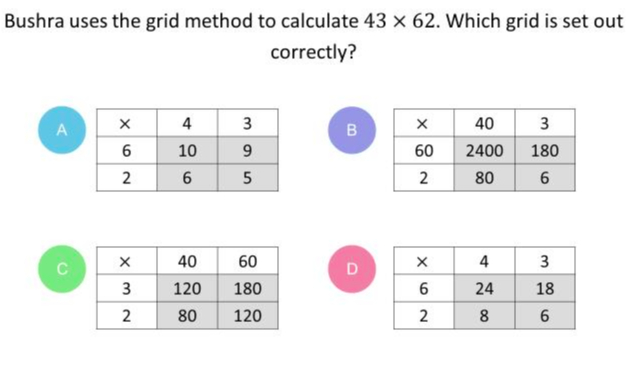 Bushra uses the grid method to calculate 43 × 62. Which grid is set out
correctly?
A
× 4 3
6 10 9
2 6 5
B
× 40 3
60 2400 180
2 80 6
C
× 40 60
3 120 180
2 80 120
D
× 4 3
6 24 18
2 8 6